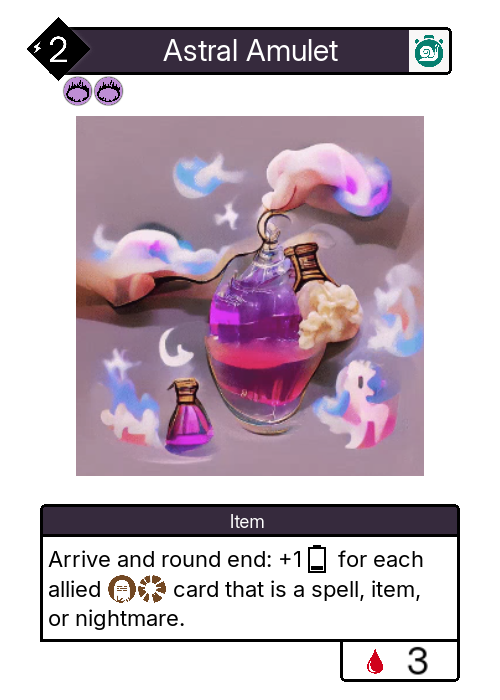 2
Astral Amulet
Item
Arrive and round end: +1 for each
allied card that is a spell, item,
or nightmare.
3